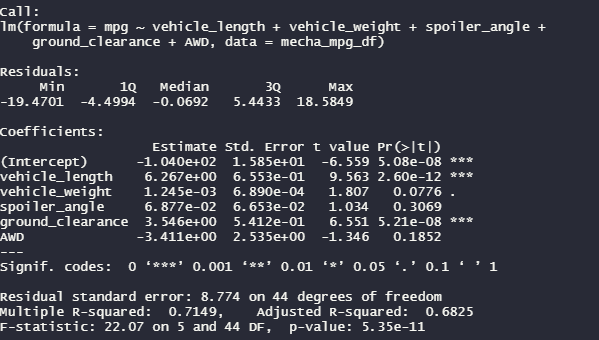 Call:
lm(formula = mpg ~ vehicle_length + vehicle_weight + spoiler_angle +
    ground_clearance + AWD, data = mecha_mpg_df)

Residuals:
     Min       1Q   Median       3Q      Max
-19.4701  -4.4994  -0.0692   5.4433  18.5849

Coefficients:
                   Estimate Std. Error t value Pr(>|t|)
(Intercept)      -1.040e+02  1.585e+01  -6.559 5.08e-08 ***
vehicle_length    6.267e+00  6.553e-01   9.563 2.60e-12 ***
vehicle_weight    1.245e-03  6.890e-04   1.807   0.0776 .
spoiler_angle     6.877e-02  6.653e-02   1.034   0.3069
ground_clearance  3.546e+00  5.412e-01   6.551 5.21e-08 ***
AWD              -3.411e+00  2.535e+00  -1.346   0.1852
---
Signif. codes:  0 ‘***’ 0.001 ‘**’ 0.01 ‘*’ 0.05 ‘.’ 0.1 ‘ ’ 1

Residual standard error: 8.774 on 44 degrees of freedom
Multiple R-squared:  0.7149,	Adjusted R-squared:  0.6825
F-statistic: 22.07 on 5 and 44 DF,  p-value: 5.35e-11